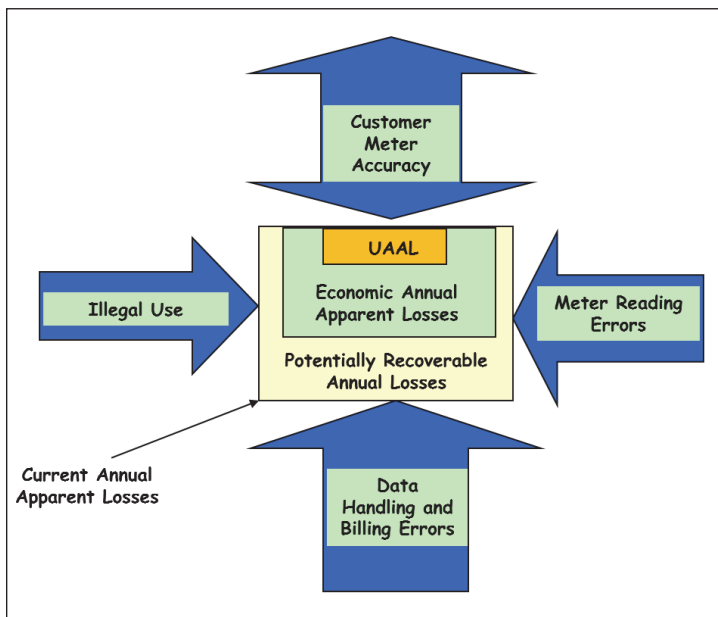 Customer
Meter
Accuracy
UAAL
Economic Annual
Apparent Losses
Illegal Use
Meter Reading
Errors
Potentially Recoverable
Annual Losses
Current Annual
Apparent Losses
Data
Handling and
Billing Errors